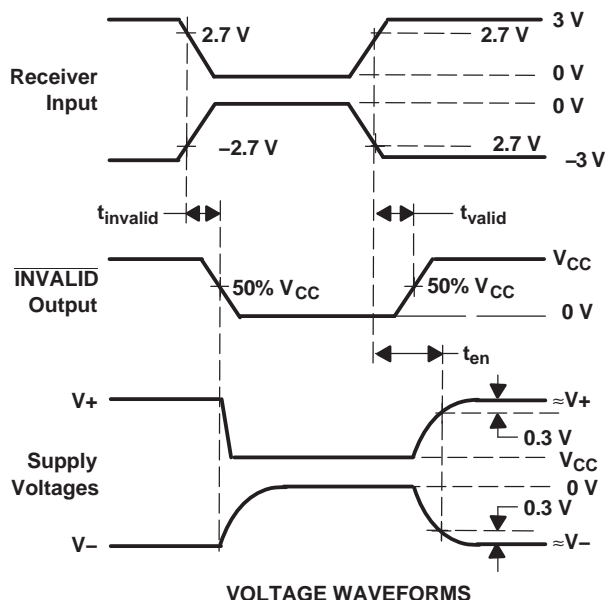 3 V
2.7 V
2.7 V
Receiver
Input
0 V
0 V
–2.7 V
2.7 V
–3 V
tinvalid
tvalid
INVALID
Output
VCC
50% VCC
50% VCC
0 V
ten
V+
≈V+
0.3 V
Supply
Voltages
VCC
0 V
0.3 V
V–
≈V–
VOLTAGE WAVEFORMS